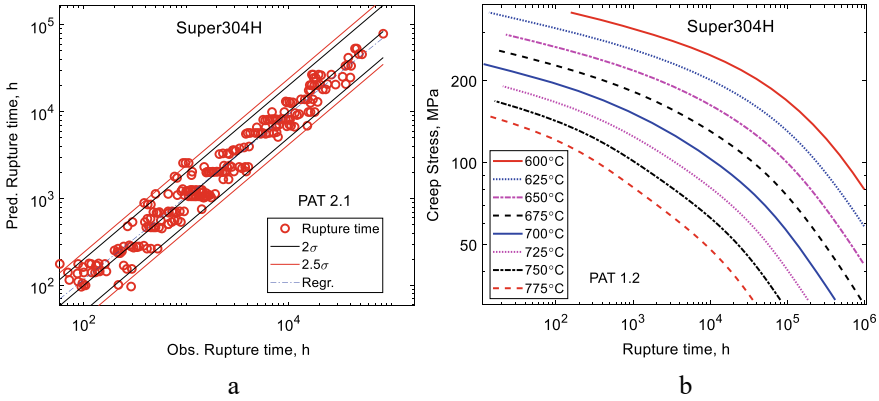 Super304H
Pred. Rupture time, h
10^5
10^4
10^3
10^2
PAT 2.1
Rupture time
2σ
2.5σ
Regr.
10^2
10^4
Obs. Rupture time, h
a
Super304H
Creep Stress, MPa
200
100
50
600°C
625°C
650°C
675°C
700°C
725°C
750°C
775°C
PAT 1.2
10^2
10^3
10^4
10^5
10^6
Rupture time, h
b